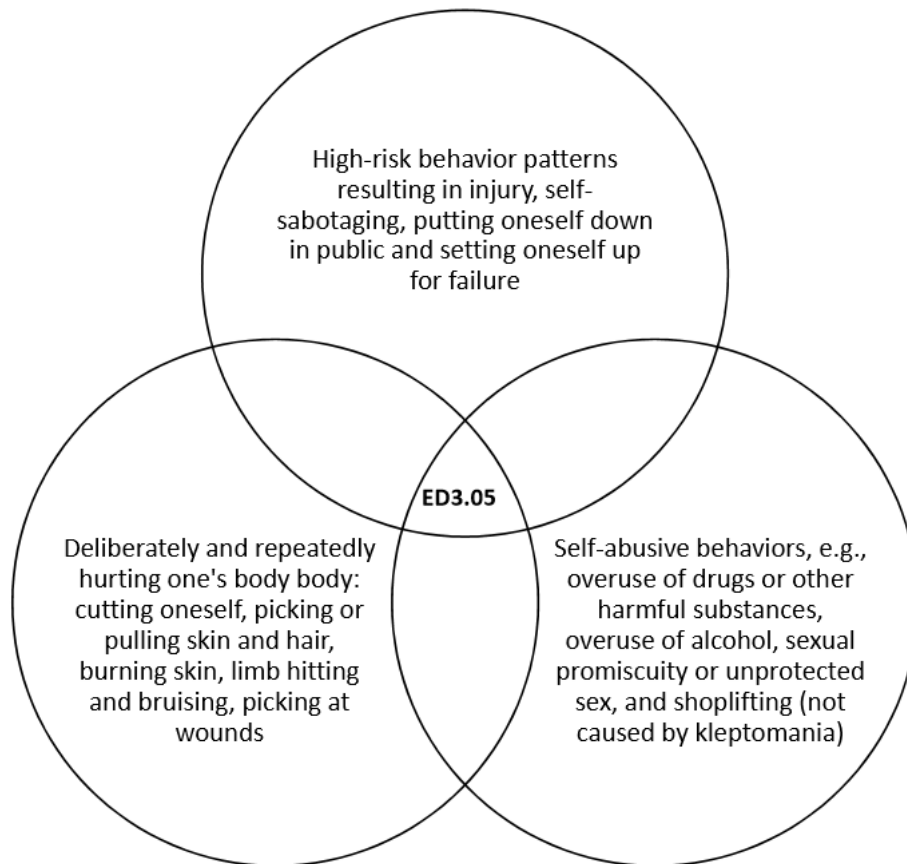 High-risk behavior patterns
resulting in injury, self-
sabotaging, putting oneself down
in public and setting oneself up
for failure
ED3.05
Deliberately and repeatedly
hurting one's body body:
cutting oneself, picking or
pulling skin and hair,
burning skin, limb hitting
and bruising, picking at
wounds
Self-abusive behaviors, e.g.,
overuse of drugs or other
harmful substances,
overuse of alcohol, sexual
promiscuity or unprotected
sex, and shoplifting (not
caused by kleptomania)